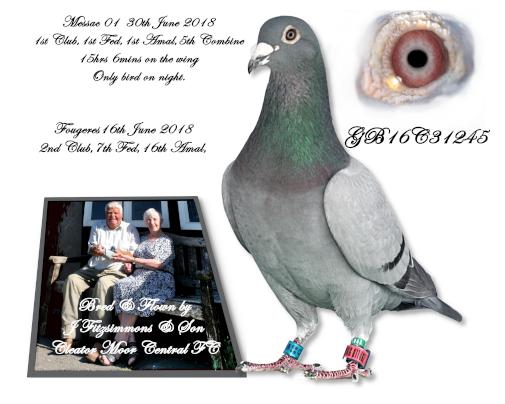 Messac 01 30th June 2018
1st Club, 1st Fed, 1st Amal, 5th Combine
15hrs 6mins on the wing
Only bird on night.
Fougeres 16th June 2018
2nd Club, 7th Fed, 16th Amal,
GB16C31245
Bred & Flown by
J Fitzsimmons & Son
Cleator Moor Central FC